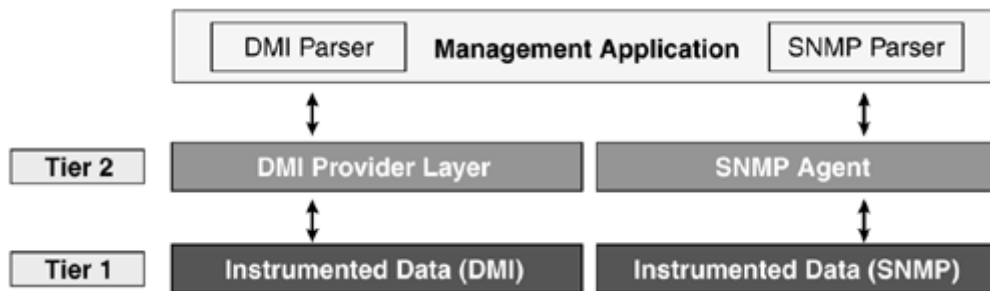 DMI Parser
Management Application
SNMP Parser
Tier 2
DMI Provider Layer
SNMP Agent
Tier 1
Instrumented Data (DMI)
Instrumented Data (SNMP)